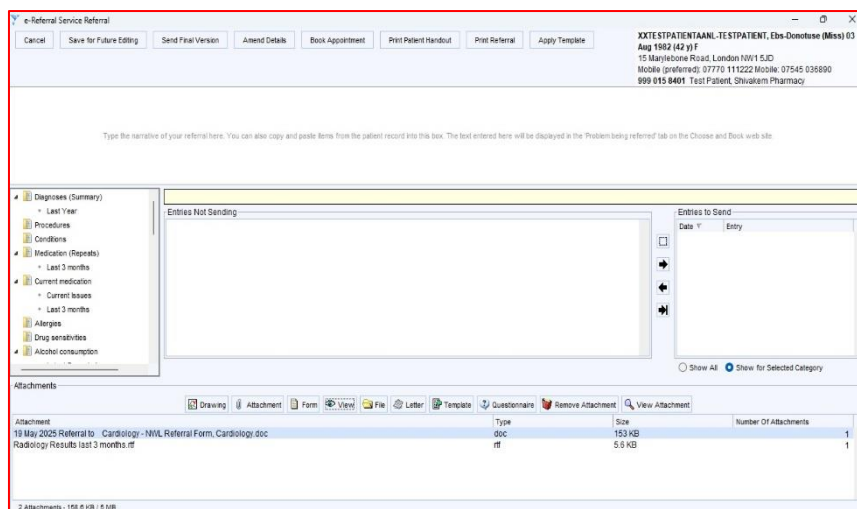 e-Referral Service Referral
Cancel Save for Future Editing Send Final Version Amend Details Book Appointment Print Patient Handout Print Referral Apply Template
XXTESTPATIENTAANL-TESTPATIENT, Ebs-Donotuse (Miss) 03
Aug 1982 (42 y) F
15 Marylebone Road, London NW1 5JD
Mobile (preferred): 07770 111222 Mobile: 07545 036890
999 015 8401 Test Patient, Shivakem Pharmacy
Type the narrative of your referral here. You can also copy and paste items from the patient record into this box. The text entered here will be displayed in the 'Problem being referred' tab on the Choose and Book web site.
Diagnoses (Summary)
Last Year
Procedures
Conditions
Medication (Repeats)
Last 3 months
Current medication
Current Issues
Last 3 months
Allergies
Drug sensitivities
Alcohol consumption
Entries Not Sending
Entries to Send
Date Entry
Show All Show for Selected Category
Attachments
Drawing Attachment Form View File Letter Template Questionnaire Remove Attachment View Attachment
Attachment Type Size Number Of Attachments
19 May 2025 Referral to Cardiology - NWL Referral Form, Cardiology.doc doc 153 KB 1
Radiology Results last 3 months.rtf rtf 5.6 KB 1
2 Attachments - 158.6 KB / 5 MB